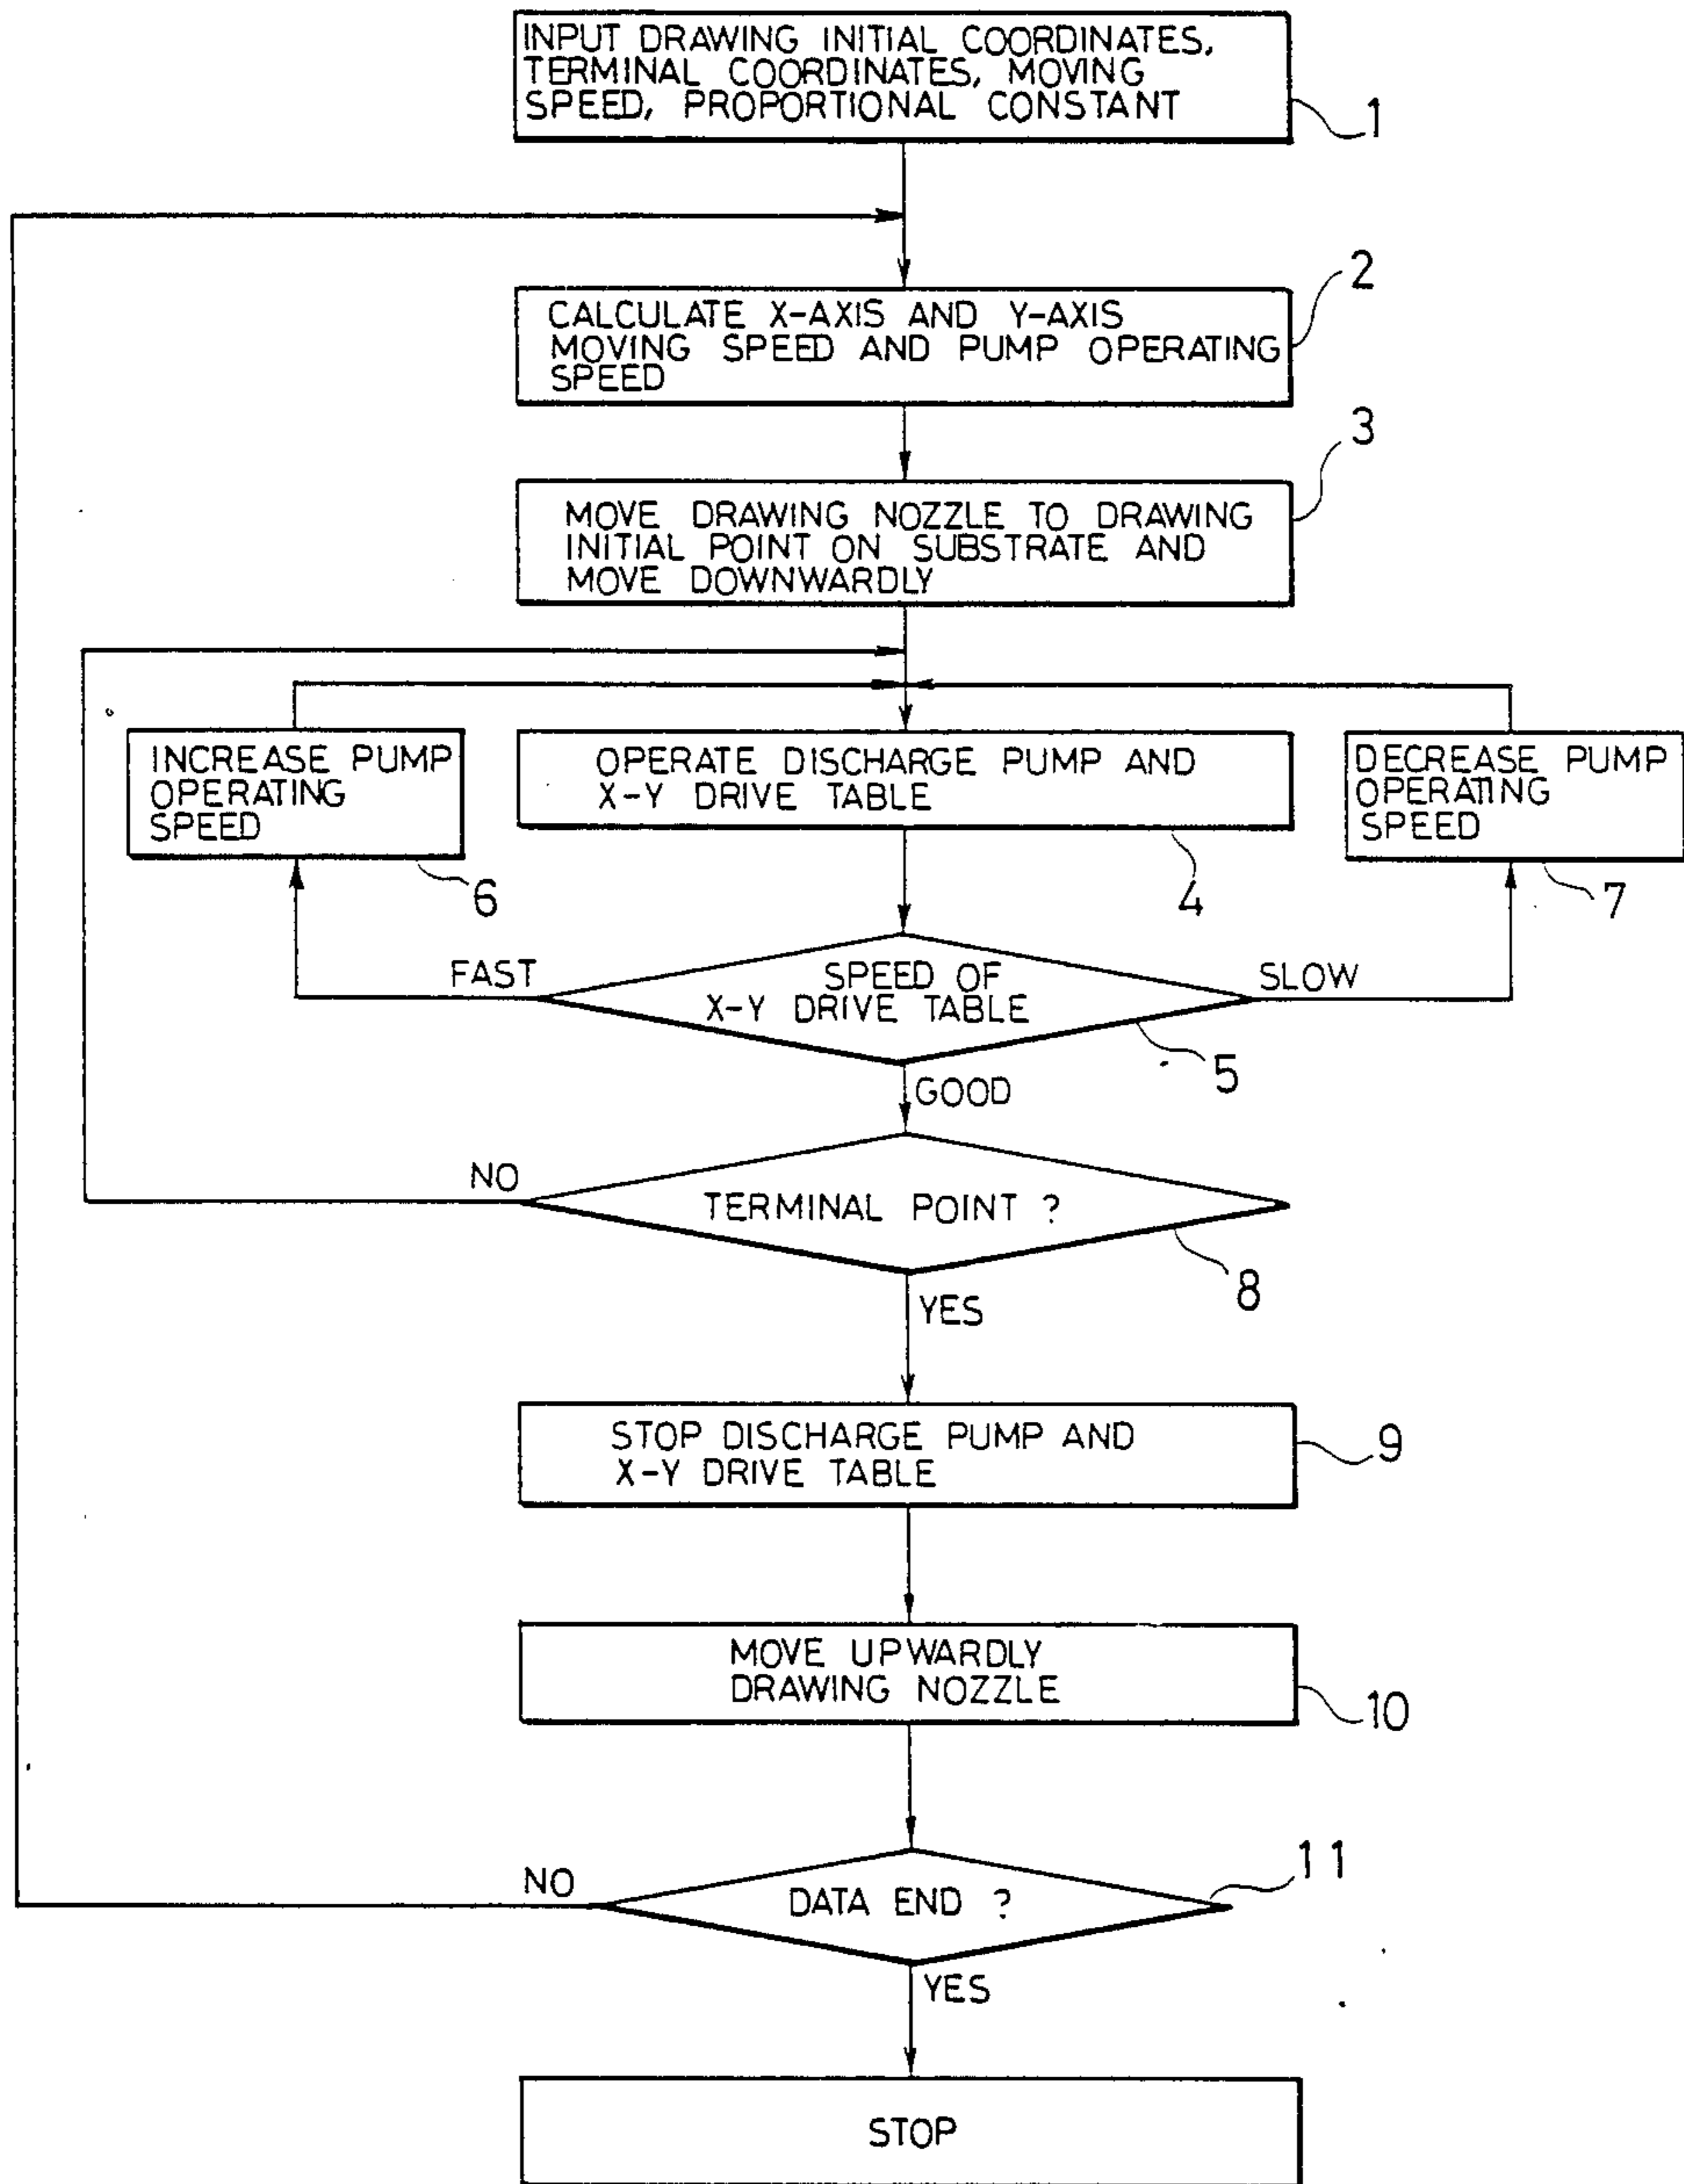 INPUT DRAWING INITIAL COORDINATES,
TERMINAL COORDINATES, MOVING
SPEED, PROPORTIONAL CONSTANT
1
2
CALCULATE X-AXIS AND Y-AXIS
MOVING SPEED AND PUMP OPERATING
SPEED
3
MOVE DRAWING NOZZLE TO DRAWING
INITIAL POINT ON SUBSTRATE AND
MOVE DOWNWARDLY
INCREASE PUMP
OPERATING
SPEED
6
OPERATE DISCHARGE PUMP AND
X-Y DRIVE TABLE
4
DECREASE PUMP
OPERATING
SPEED
7
FAST
SPEED OF
X-Y DRIVE TABLE
SLOW
5
GOOD
NO
TERMINAL POINT ?
8
YES
STOP DISCHARGE PUMP AND
X-Y DRIVE TABLE
9
MOVE UPWARDLY
DRAWING NOZZLE
10
NO
DATA END ?
11
YES
STOP